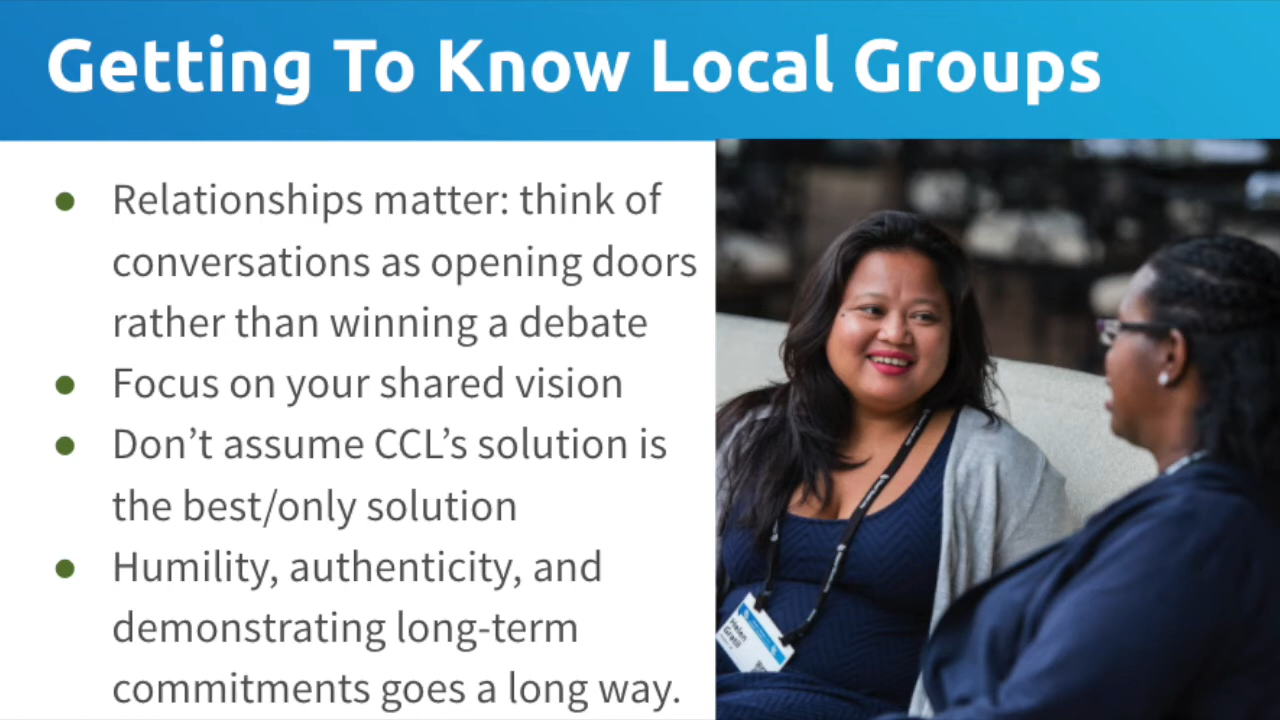 Getting To Know Local Groups
● Relationships matter: think of
conversations as opening doors
rather than winning a debate
● Focus on your shared vision
● Don’t assume CCL’s solution is
the best/only solution
● Humility, authenticity, and
demonstrating long-term
commitments goes a long way.
Helen